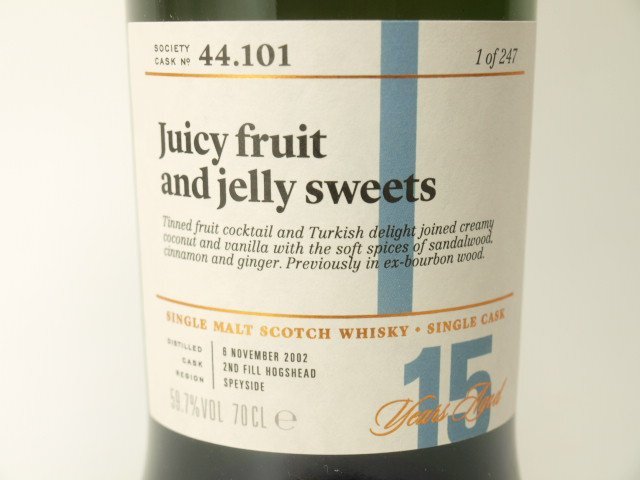 SOCIETY
CASK Nº 44.101
1 of 247
Juicy fruit
and jelly sweets
Tinned fruit cocktail and Turkish delight joined creamy
coconut and vanilla with the soft spices of sandalwood,
cinnamon and ginger. Previously in ex-bourbon wood.
SINGLE MALT SCOTCH WHISKY • SINGLE CASK
DISTILLED 6 NOVEMBER 2002
CASK 2ND FILL HOGSHEAD
REGION SPEYSIDE
59.7%VOL 70CL ℮
15
Years Aged